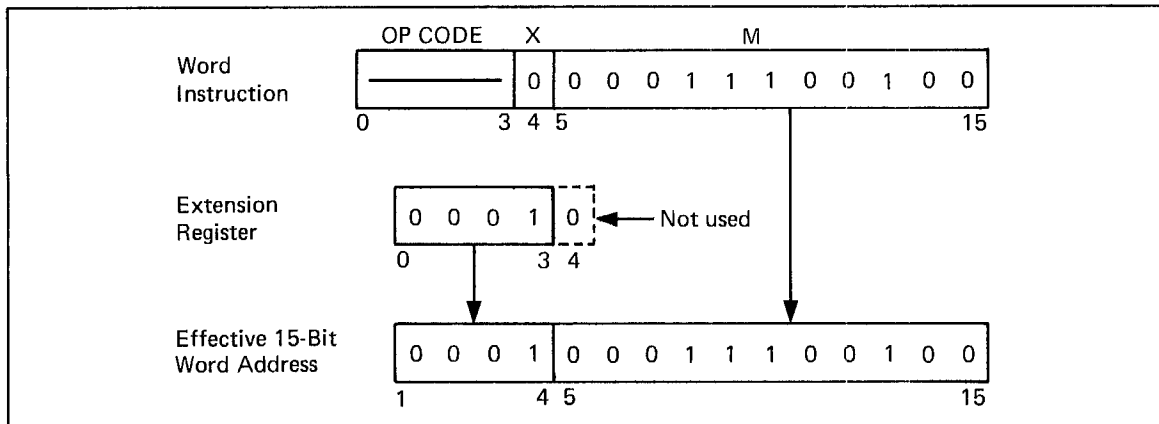 OP CODE X M
Word
Instruction
0 0 0 0 1 1 1 0 0 1 0 0
0 3 4 5 15
Extension
Register
0 0 0 1 0
Not used
0 3 4
Effective 15-Bit
Word Address
0 0 0 1 0 0 0 1 1 1 0 0 1 0 0
1 4 5 15